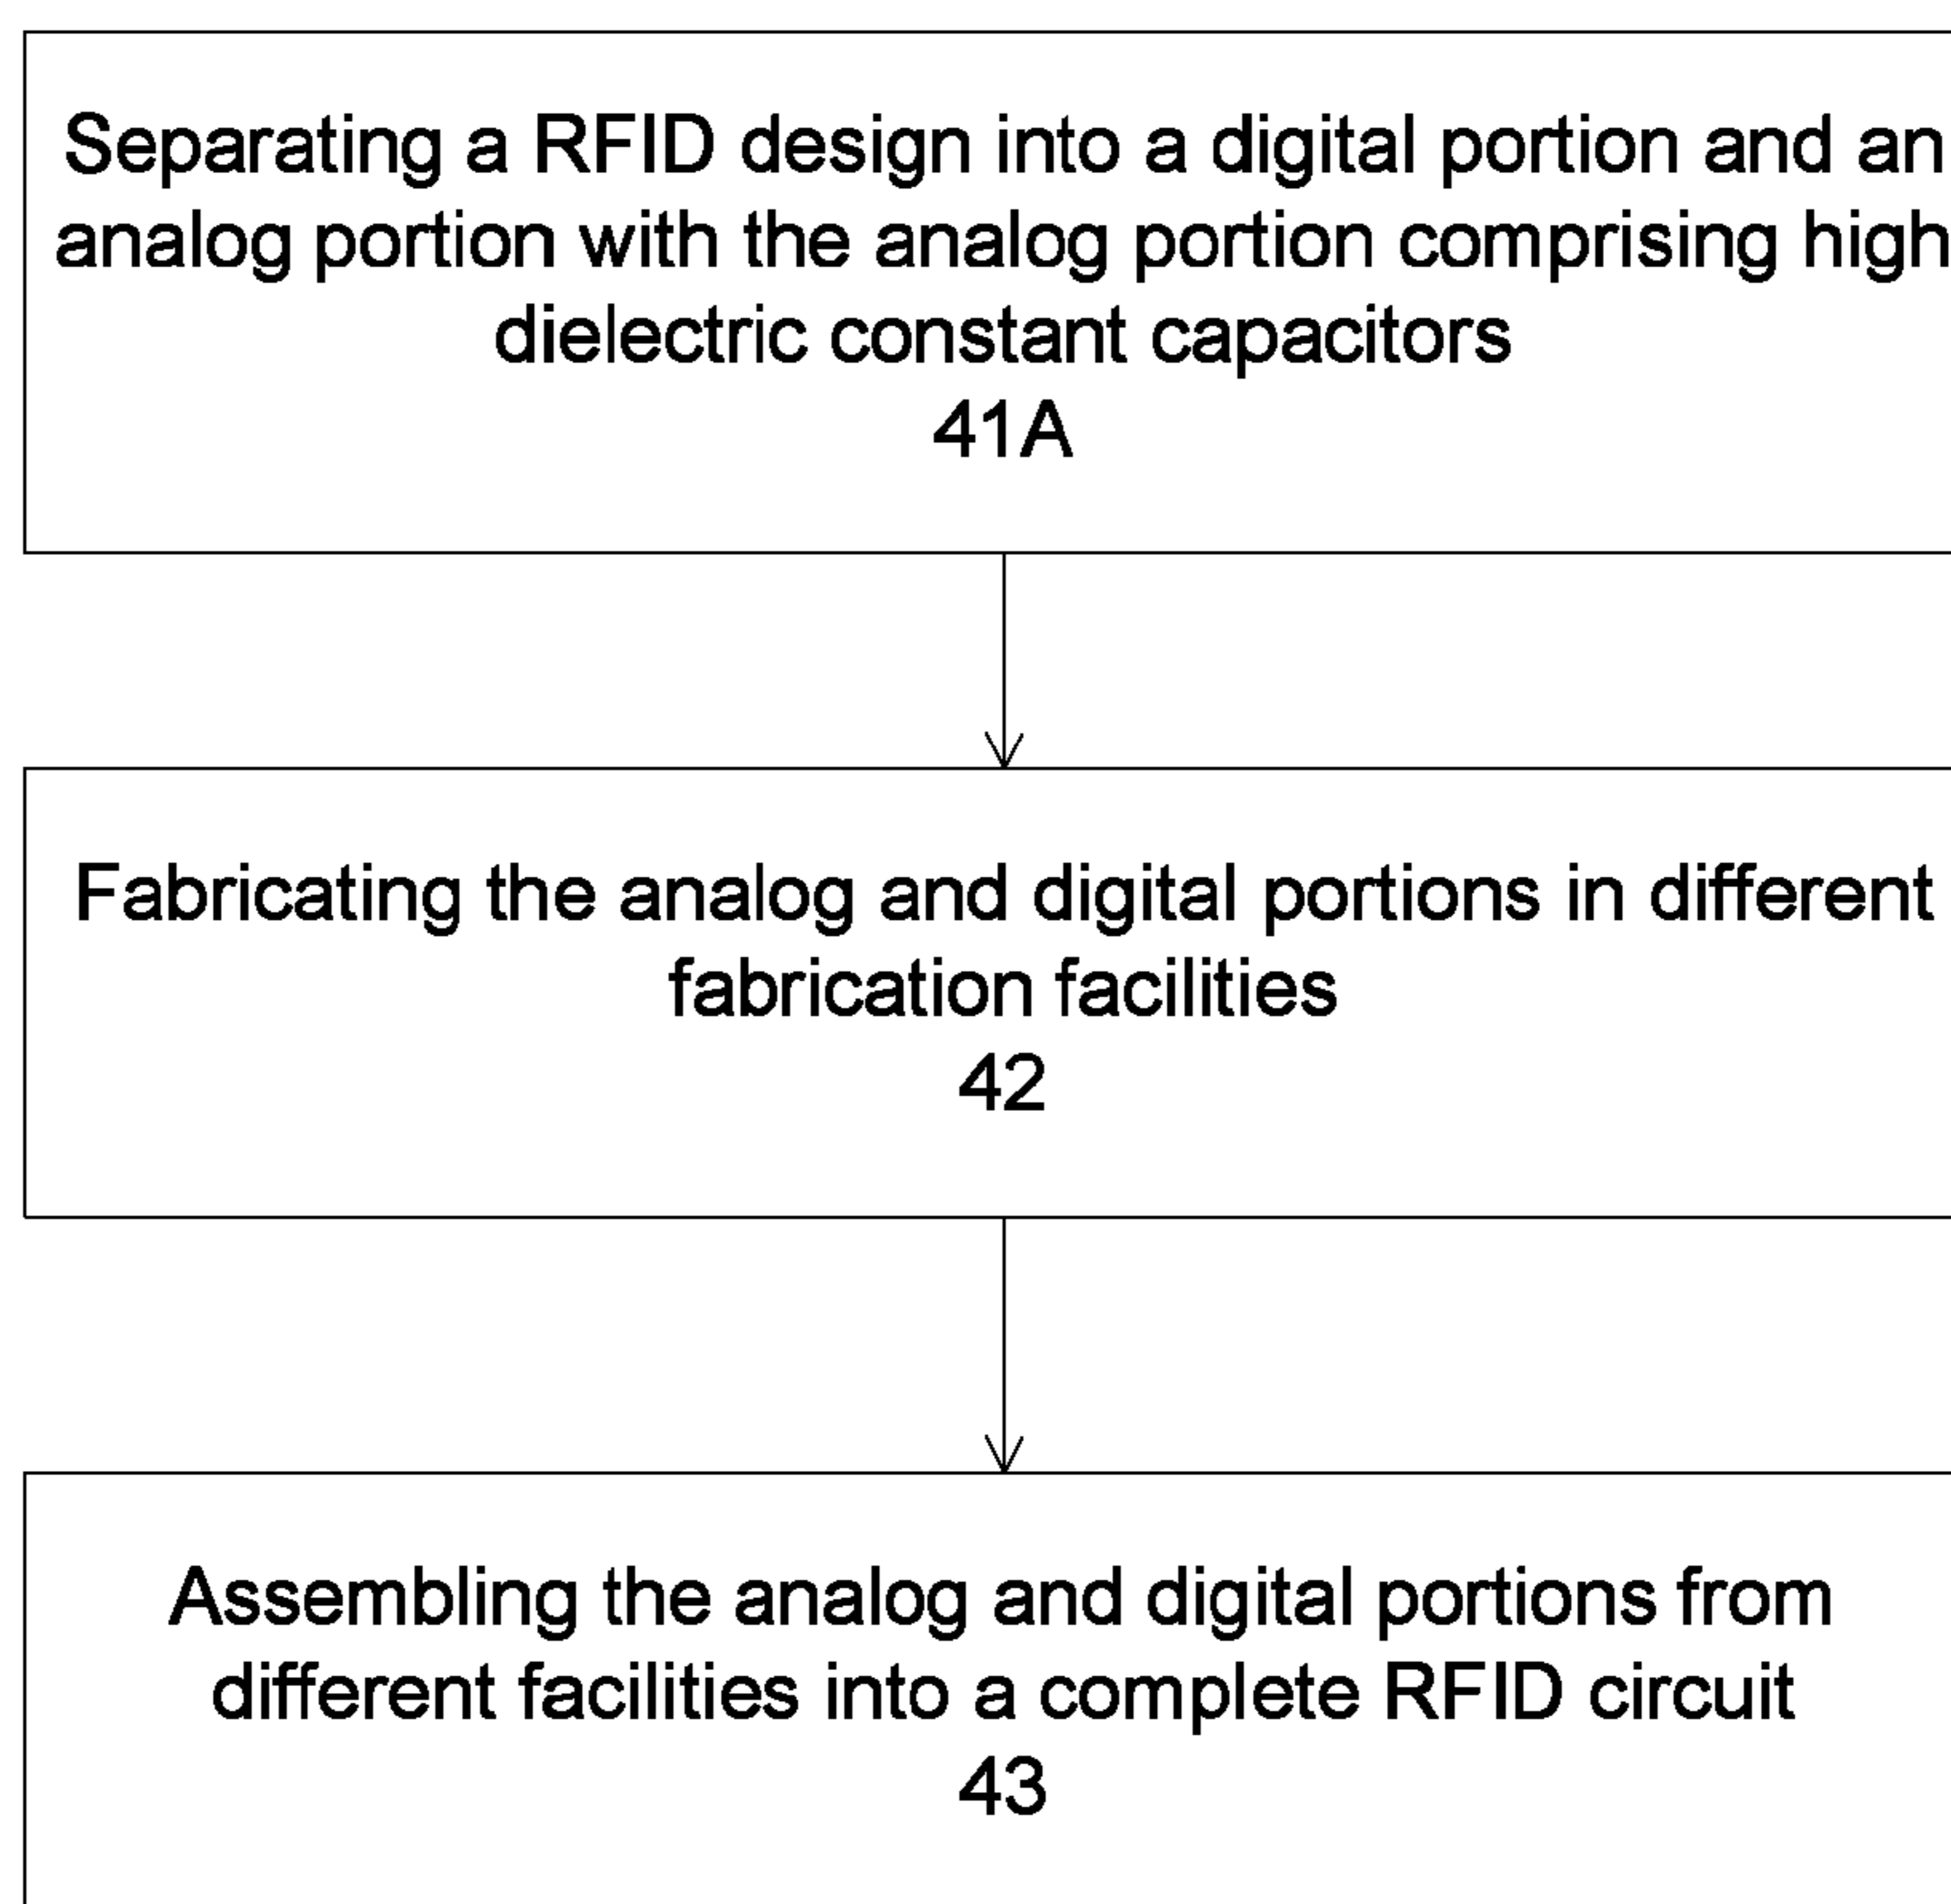 Separating a RFID design into a digital portion and an
analog portion with the analog portion comprising high
dielectric constant capacitors
41A
Fabricating the analog and digital portions in different
fabrication facilities
42
Assembling the analog and digital portions from
different facilities into a complete RFID circuit
43